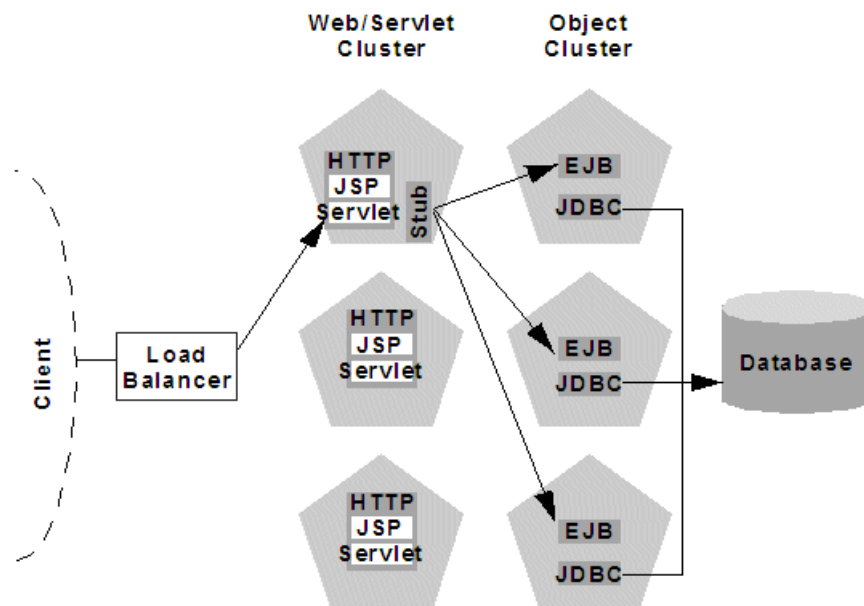 Web/Servlet
Cluster
Object
Cluster
Client
Load
Balancer
HTTP
JSP
Servlet
Stub
EJB
JDBC
HTTP
JSP
Servlet
EJB
JDBC
Database
HTTP
JSP
Servlet
EJB
JDBC